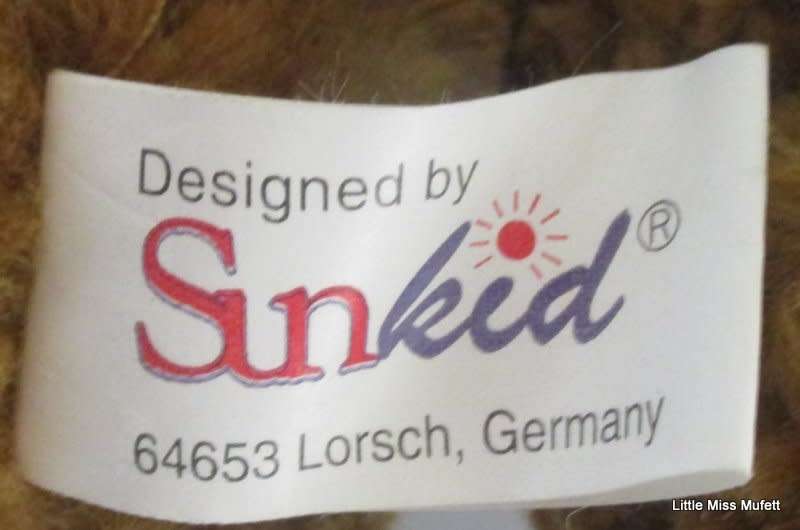 Designed by
Sunkid®
64653 Lorsch, Germany
Little Miss Mufett